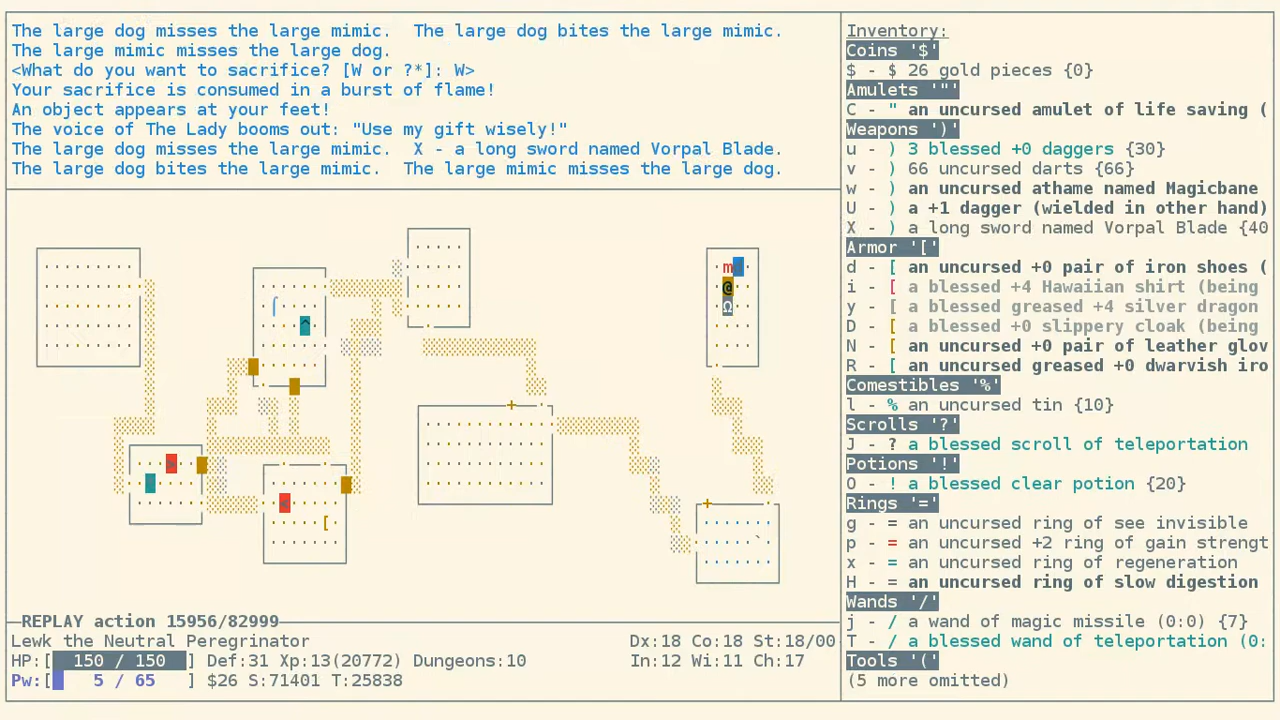 The large dog misses the large mimic.  The large dog bites the large mimic.
The large mimic misses the large dog.
<What do you want to sacrifice? [W or ?*]: W>
Your sacrifice is consumed in a burst of flame!
An object appears at your feet!
The voice of The Lady booms out: "Use my gift wisely!"
The large dog misses the large mimic.  X - a long sword named Vorpal Blade.
The large dog bites the large mimic.  The large mimic misses the large dog.
REPLAY action 15956/82999
Lewk the Neutral Peregrinator Dx:18 Co:18 St:18/00
HP:[ 150 / 150 ] Def:31 Xp:13(20772) Dungeons:10 In:12 Wi:11 Ch:17
Pw:[ 5 / 65 ] $26 S:71401 T:25838
Inventory:
Coins '$'
$ - $ 26 gold pieces {0}
Amulets '"'
C - " an uncursed amulet of life saving (
Weapons ')'
u - ) 3 blessed +0 daggers {30}
v - ) 66 uncursed darts {66}
w - ) an uncursed athame named Magicbane
U - ) a +1 dagger (wielded in other hand)
X - ) a long sword named Vorpal Blade {40
Armor '['
d - [ an uncursed +0 pair of iron shoes (
i - [ a blessed +4 Hawaiian shirt (being
y - [ a blessed greased +4 silver dragon
D - [ a blessed +0 slippery cloak (being
N - [ an uncursed +0 pair of leather glov
R - [ an uncursed greased +0 dwarvish iro
Comestibles '%'
l - % an uncursed tin {10}
Scrolls '?'
J - ? a blessed scroll of teleportation
Potions '!'
O - ! a blessed clear potion {20}
Rings '='
g - = an uncursed ring of see invisible
p - = an uncursed +2 ring of gain strengt
x - = an uncursed ring of regeneration
H - = an uncursed ring of slow digestion
Wands '/'
j - / a wand of magic missile (0:0) {7}
T - / a blessed wand of teleportation (0:
Tools '('
(5 more omitted)